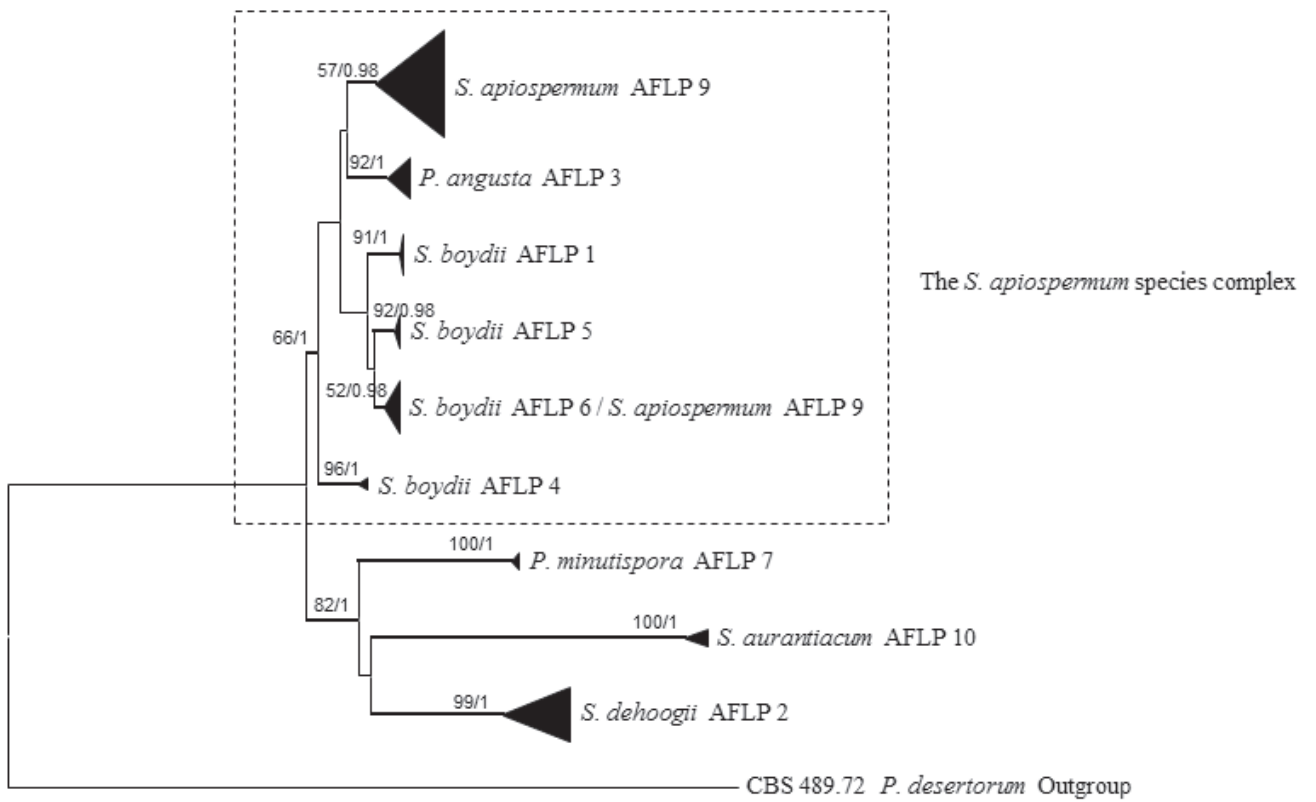 57/0.98
S. apiospermum AFLP 9
92/1
P. angusta AFLP 3
91/1
S. boydii AFLP 1
The S. apiospermum species complex
92/0.98
S. boydii AFLP 5
66/1
52/0.98
S. boydii AFLP 6 / S. apiospermum AFLP 9
96/1
S. boydii AFLP 4
100/1
P. minutispora AFLP 7
82/1
100/1
S. aurantiacum AFLP 10
99/1
S. dehoogii AFLP 2
CBS 489.72 P. desertorum Outgroup